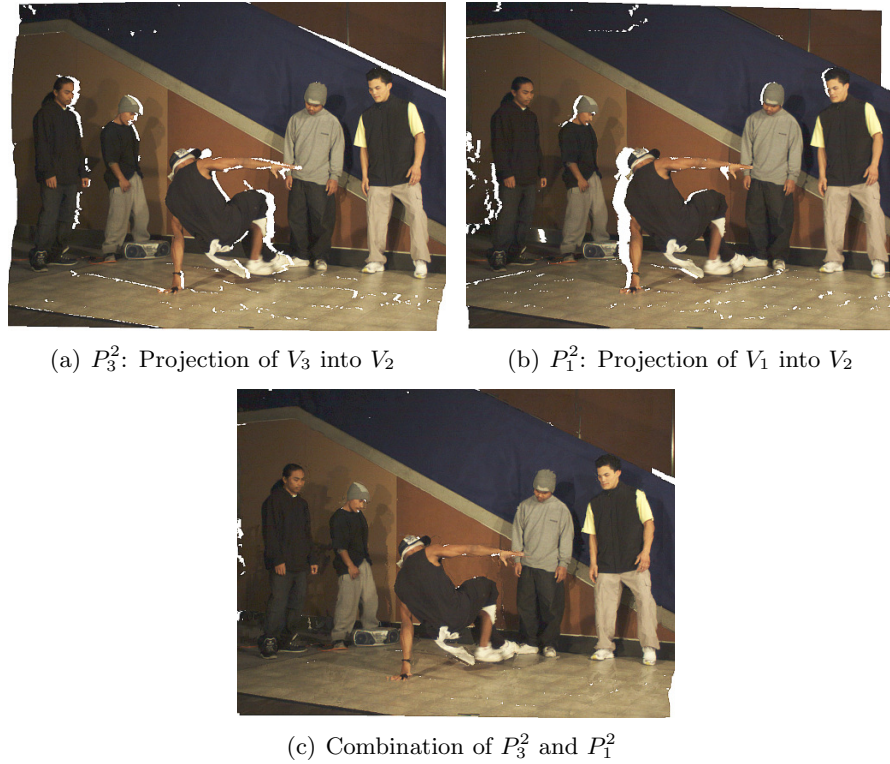 (a) $P_3^2$: Projection of $V_3$ into $V_2$
(b) $P_1^2$: Projection of $V_1$ into $V_2$
(c) Combination of $P_3^2$ and $P_1^2$